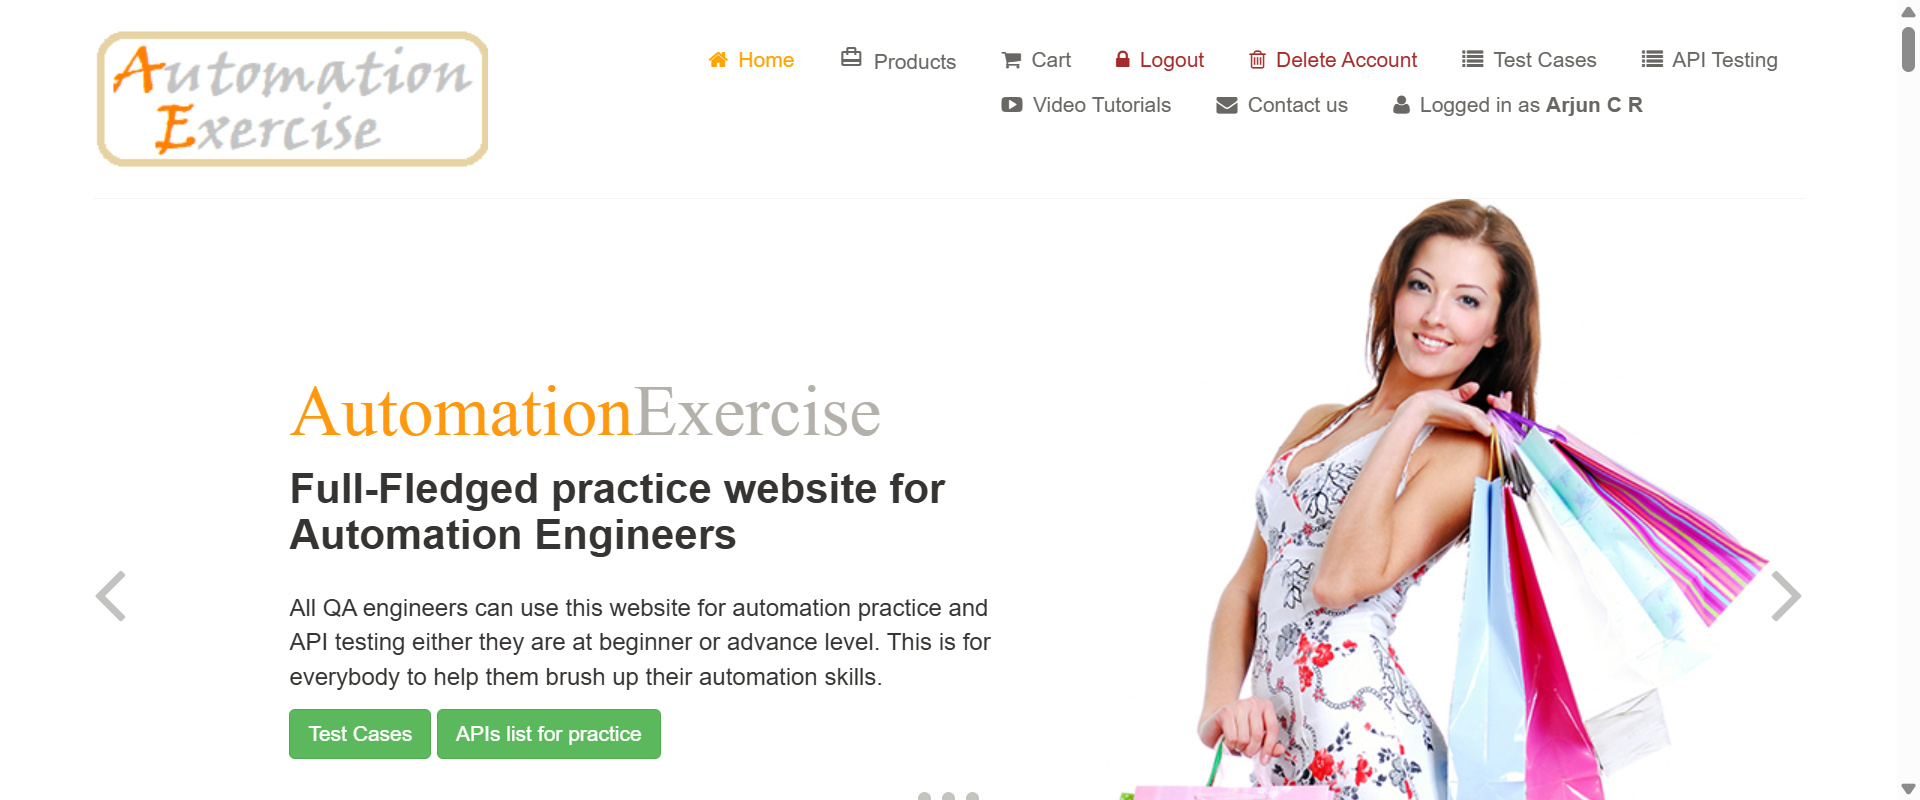 Automation
Exercise
Home Products Cart Logout Delete Account Test Cases API Testing
Video Tutorials Contact us Logged in as Arjun C R
AutomationExercise
Full-Fledged practice website for
Automation Engineers
All QA engineers can use this website for automation practice and
API testing either they are at beginner or advance level. This is for
everybody to help them brush up their automation skills.
Test Cases APIs list for practice